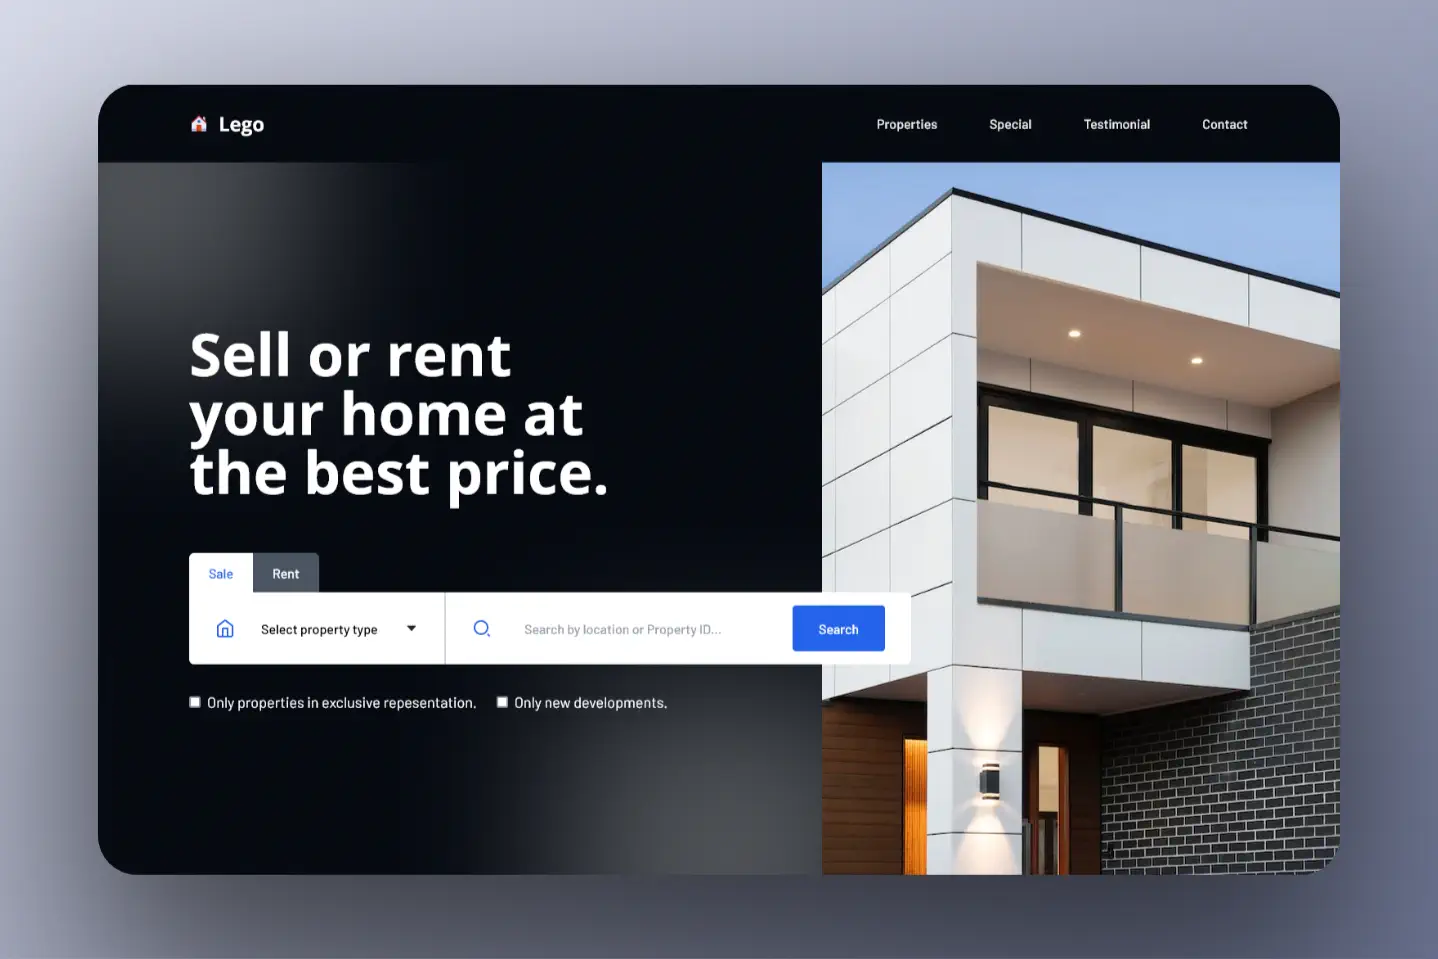 Lego
Properties
Special
Testimonial
Contact
Sell or rent
your home at
the best price.
Sale
Rent
Select property type
Search by location or Property ID...
Search
Only properties in exclusive repesentation.
Only new developments.